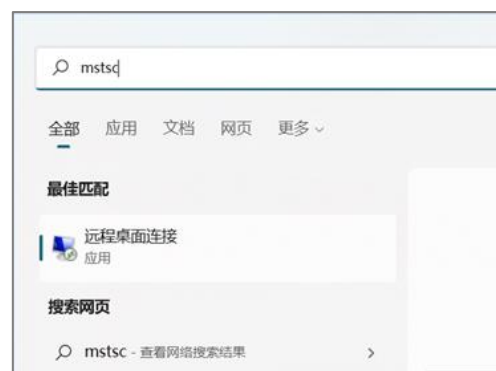 mstsc
全部 应用 文档 网页 更多
最佳匹配
远程桌面连接
应用
搜索网页
mstsc - 查看网络搜索结果